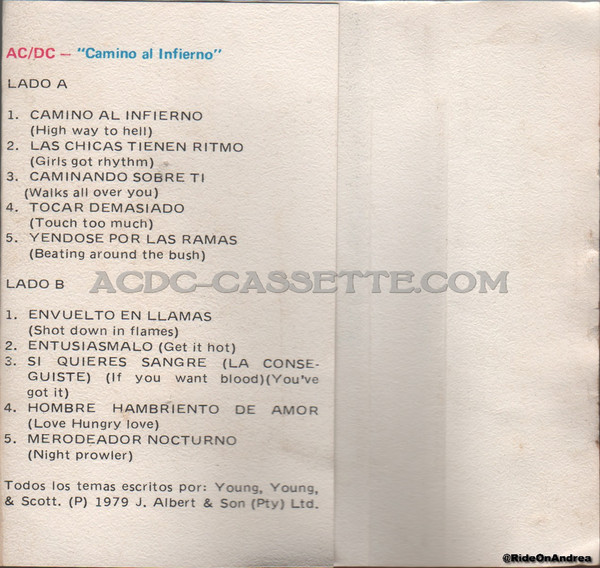 AC/DC — "Camino al Infierno"
LADO A
1. CAMINO AL INFIERNO
(High way to hell)
2. LAS CHICAS TIENEN RITMO
(Girls got rhythm)
3. CAMINANDO SOBRE TI
(Walks all over you)
4. TOCAR DEMASIADO
(Touch too much)
5. YENDOSE POR LAS RAMAS
(Beating around the bush)
LADO B
ACDC-CASSETTE.COM
1. ENVUELTO EN LLAMAS
(Shot down in flames)
2. ENTUSIASMALO (Get it hot)
3. SI QUIERES SANGRE (LA CONSE-
GUISTE) (If you want blood)(You've
got it)
4. HOMBRE HAMBRIENTO DE AMOR
(Love Hungry love)
5. MERODEADOR NOCTURNO
(Night prowler)
Todos los temas escritos por: Young, Young,
& Scott. (P) 1979 J. Albert & Son (Pty) Ltd.
@RideOnAndrea